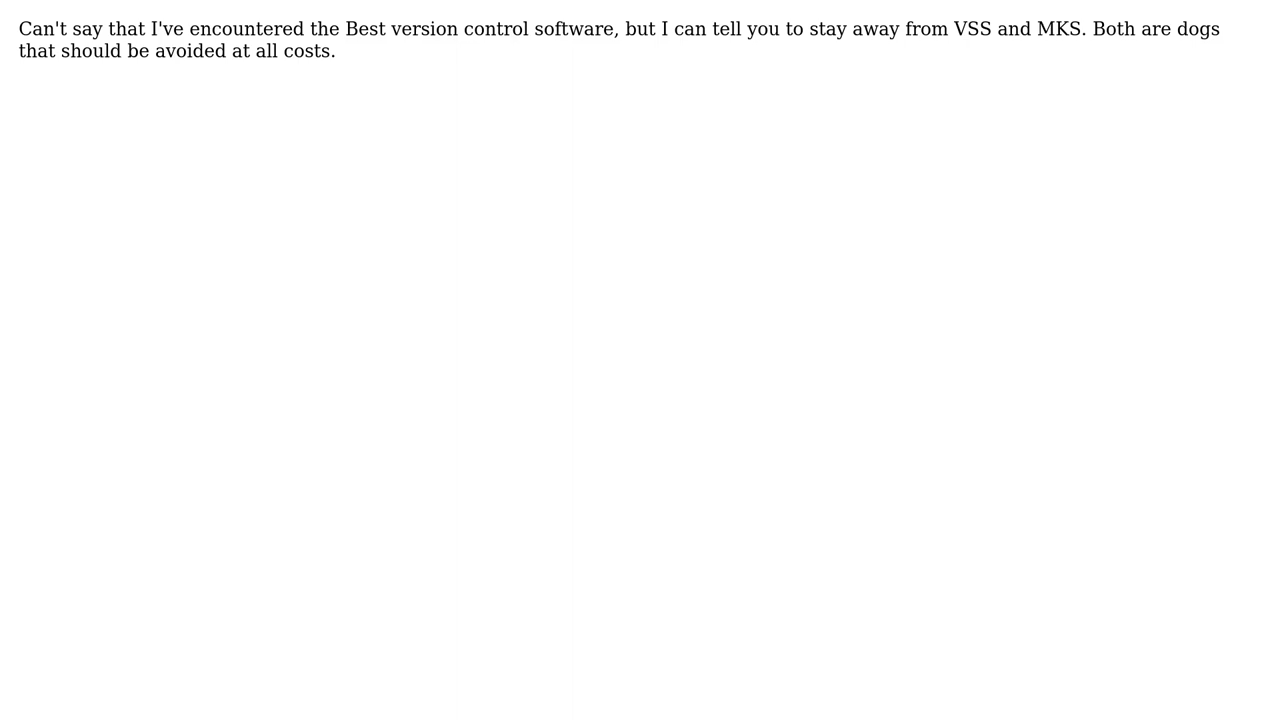 Can't say that I've encountered the Best version control software, but I can tell you to stay away from VSS and MKS. Both are dogs
that should be avoided at all costs.